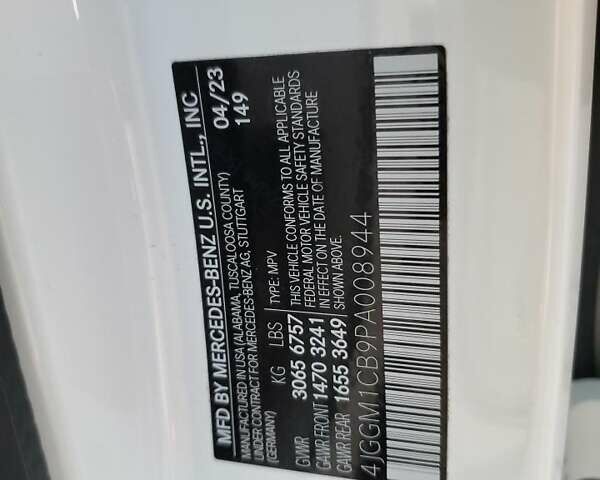 MFD BY MERCEDES-BENZ U.S. INTL., INC
MANUFACTURED IN USA (ALABAMA, TUSCALOOSA COUNTY)
UNDER CONTRACT FOR MERCEDES-BENZ AG, STUTTGART
(GERMANY)
04/23
149
KG LBS TYPE: MPV
GVWR 3065 6757
GAWR FRONT 1470 3241
GAWR REAR 1655 3649
THIS VEHICLE CONFORMS TO ALL APPLICABLE
FEDERAL MOTOR VEHICLE SAFETY STANDARDS
IN EFFECT ON THE DATE OF MANUFACTURE
SHOWN ABOVE.
4JGGM1CB9PA008944